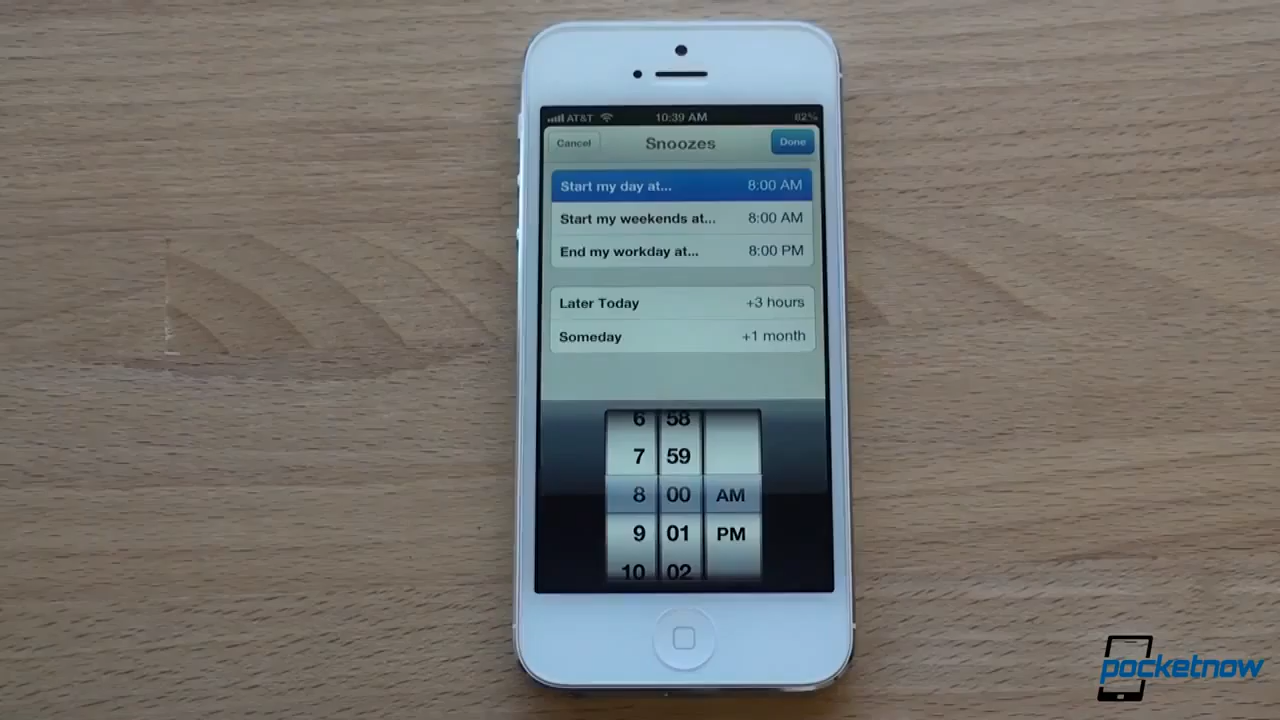 AT&T 10:39 AM 82%
Cancel Snoozes Done
Start my day at... 8:00 AM
Start my weekends at... 8:00 AM
End my workday at... 8:00 PM
Later Today +3 hours
Someday +1 month
6 58
7 59
8 00 AM
9 01 PM
10 02
pocketnow